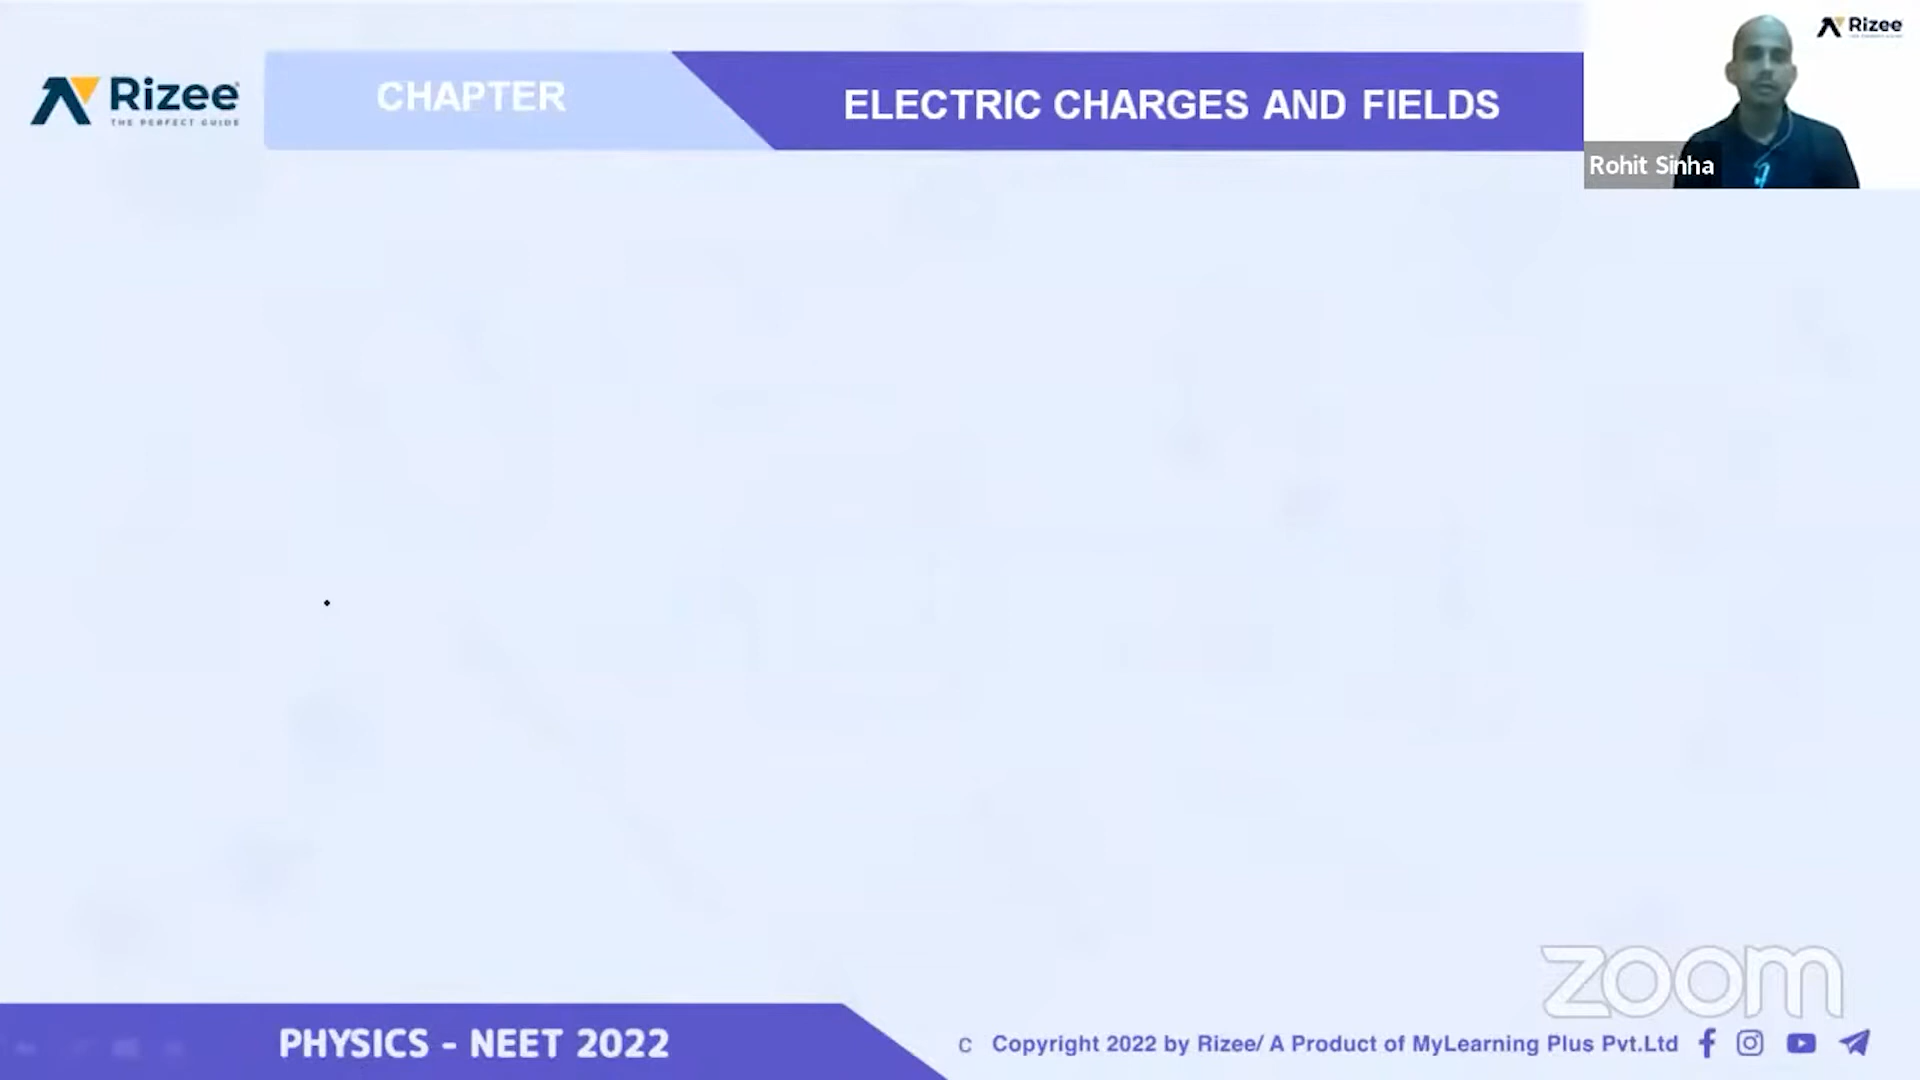 Rizee
THE PERFECT GUIDE
CHAPTER
ELECTRIC CHARGES AND FIELDS
Rizee
Rohit Sinha
zoom
PHYSICS - NEET 2022
c Copyright 2022 by Rizee/ A Product of MyLearning Plus Pvt.Ltd